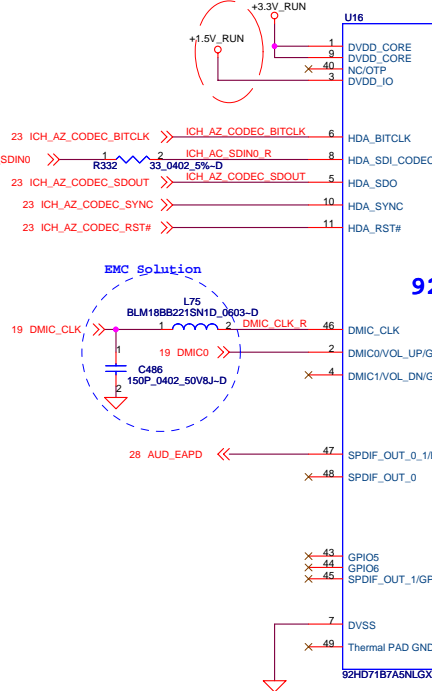 +3.3V_RUN
U16
+1.5V_RUN
1 DVDD_CORE
9 DVDD_CORE
40 NC/OTP
3 DVDD_IO
23 ICH_AZ_CODEC_BITCLK ICH_AZ_CODEC_BITCLK 6 HDA_BITCLK
SDIN0 1 R332 2 33_0402_5%~D ICH_AC_SDIN0_R 8 HDA_SDI_CODEC
23 ICH_AZ_CODEC_SDOUT ICH_AZ_CODEC_SDOUT 5 HDA_SDO
23 ICH_AZ_CODEC_SYNC 10 HDA_SYNC
23 ICH_AZ_CODEC_RST# 11 HDA_RST#
EMC Solution
92
L75
BLM18BB221SN1D_0603~D
19 DMIC_CLK 1 2 DMIC_CLK_R 46 DMIC_CLK
19 DMIC0 2 DMIC0/VOL_UP/G
1
C486
150P_0402_50V8J~D
2
4 DMIC1/VOL_DN/G
28 AUD_EAPD 47 SPDIF_OUT_0_1/
48 SPDIF_OUT_0
43 GPIO5
44 GPIO6
45 SPDIF_OUT_1/GP
7 DVSS
49 Thermal PAD GND
92HD71B7A5NLGX